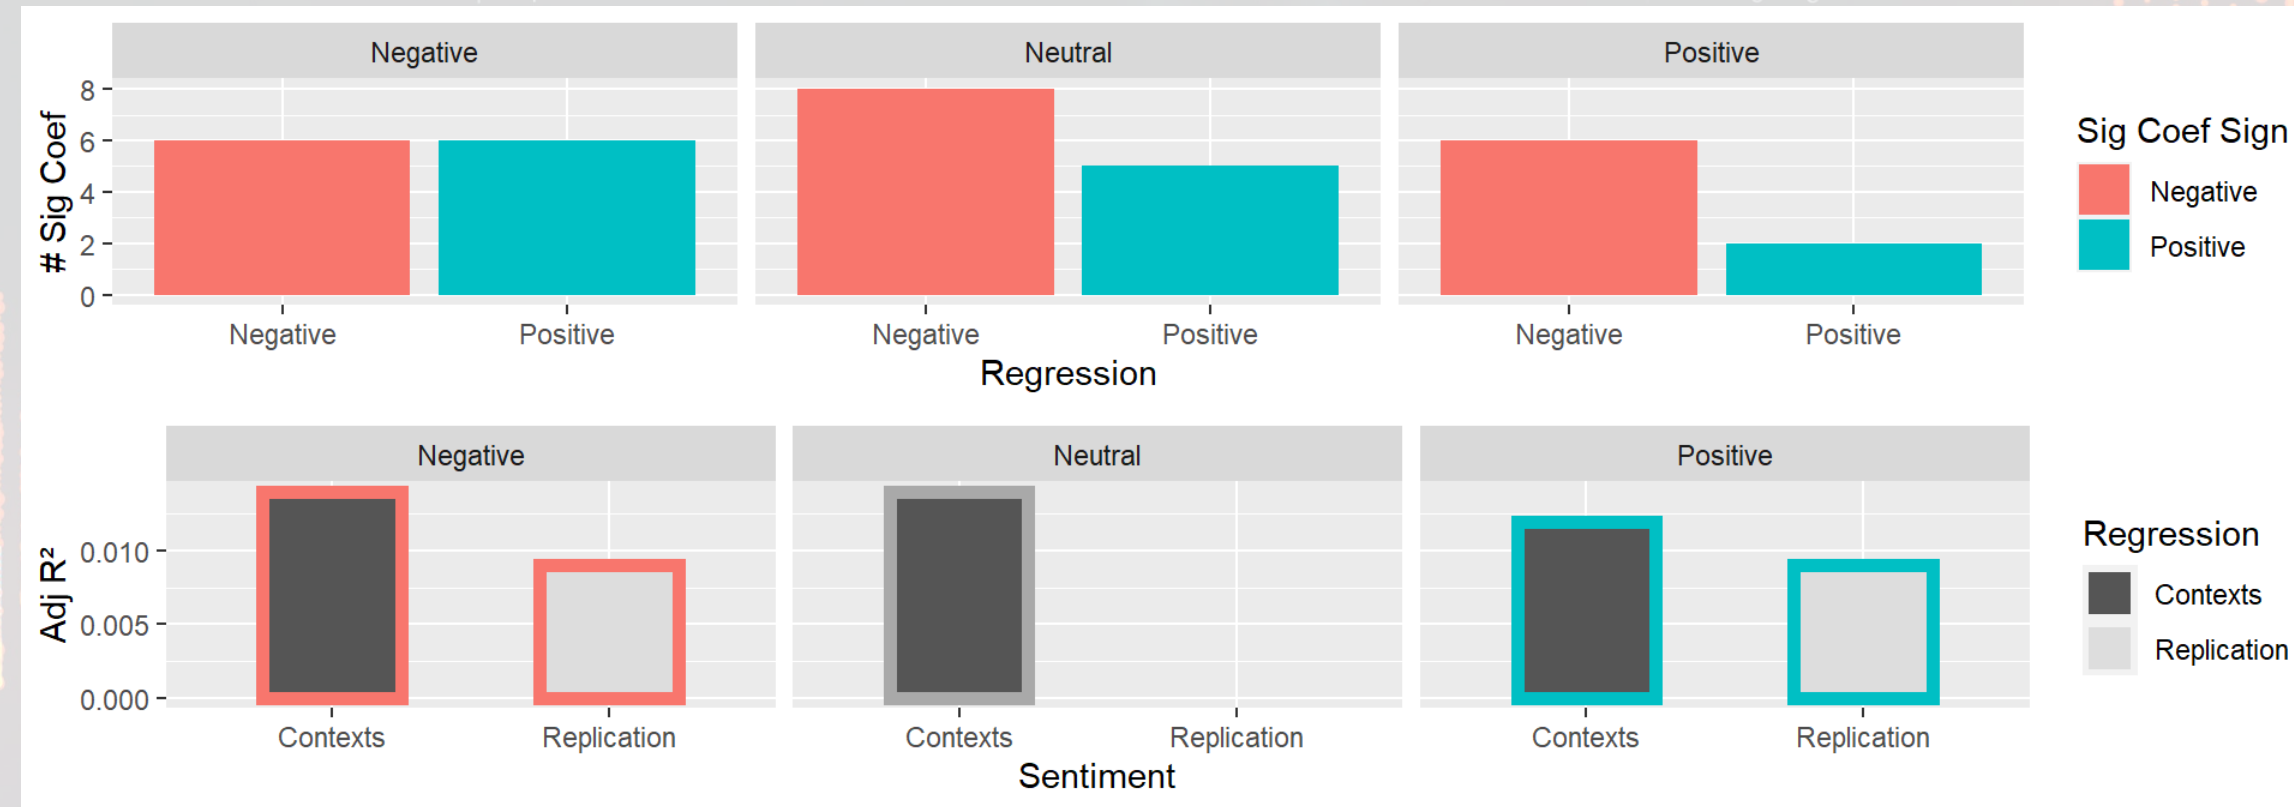 Negative
Neutral
Positive
# Sig Coef
8
6
4
2
0
Negative
Positive
Negative
Positive
Negative
Positive
Regression
Sig Coef Sign
Negative
Positive
Negative
Neutral
Positive
Adj R²
0.010
0.005
0.000
Contexts
Replication
Contexts
Replication
Contexts
Replication
Sentiment
Regression
Contexts
Replication